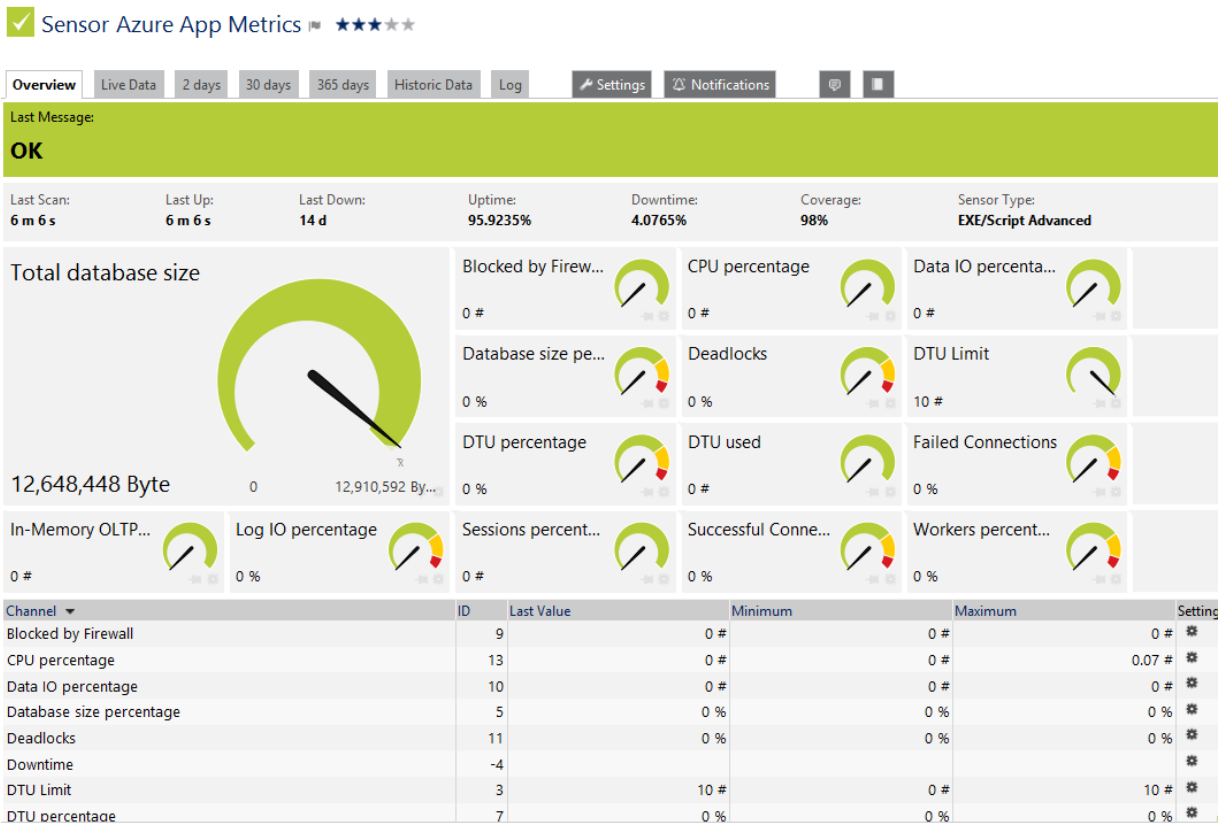 Sensor Azure App Metrics
Overview Live Data 2 days 30 days 365 days Historic Data Log Settings Notifications
Last Message:
OK
Last Scan: Last Up: Last Down: Uptime: Downtime: Coverage: Sensor Type:
6 m 6 s 6 m 6 s 14 d 95.9235% 4.0765% 98% EXE/Script Advanced
Total database size
12,648,448 Byte
0 12,910,592 By...
Blocked by Firew... CPU percentage Data IO percenta...
0 # 0 # 0 #
Database size pe... Deadlocks DTU Limit
0 % 0 % 10 #
DTU percentage DTU used Failed Connections
0 % 0 # 0 %
In-Memory OLTP... Log IO percentage Sessions percent... Successful Conne... Workers percent...
0 # 0 % 0 # 0 % 0 %
Channel ID Last Value Minimum Maximum Setting
Blocked by Firewall 9 0 # 0 # 0 #
CPU percentage 13 0 # 0 # 0.07 #
Data IO percentage 10 0 # 0 # 0 #
Database size percentage 5 0 % 0 % 0 %
Deadlocks 11 0 % 0 % 0 %
Downtime -4
DTU Limit 3 10 # 0 # 10 #
DTU percentage 7 0 % 0 % 0 %